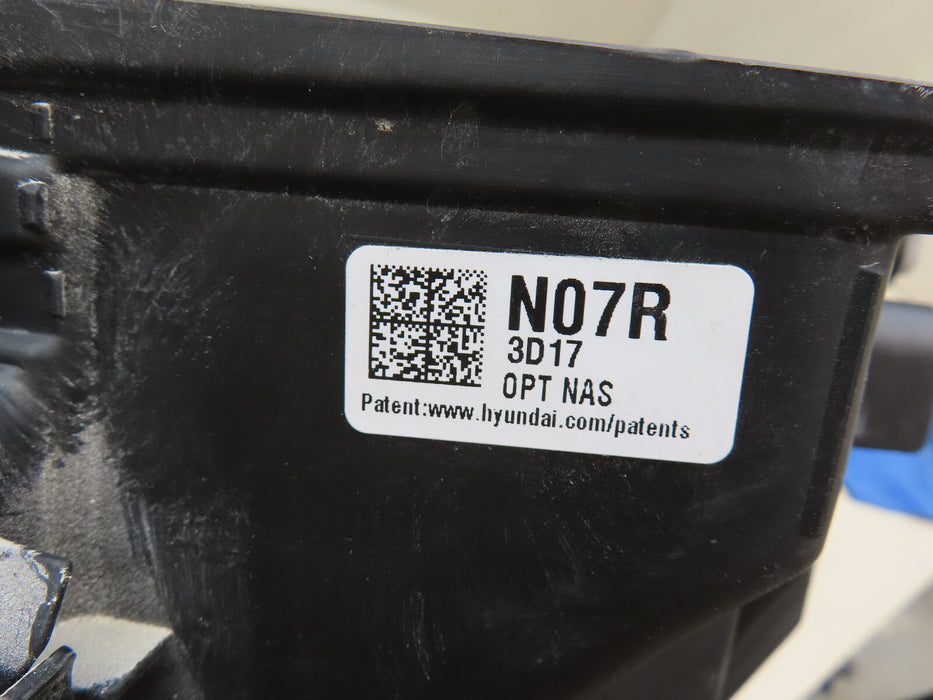 N07R
3D17
OPT NAS
Patent:www.hyundai.com/patents